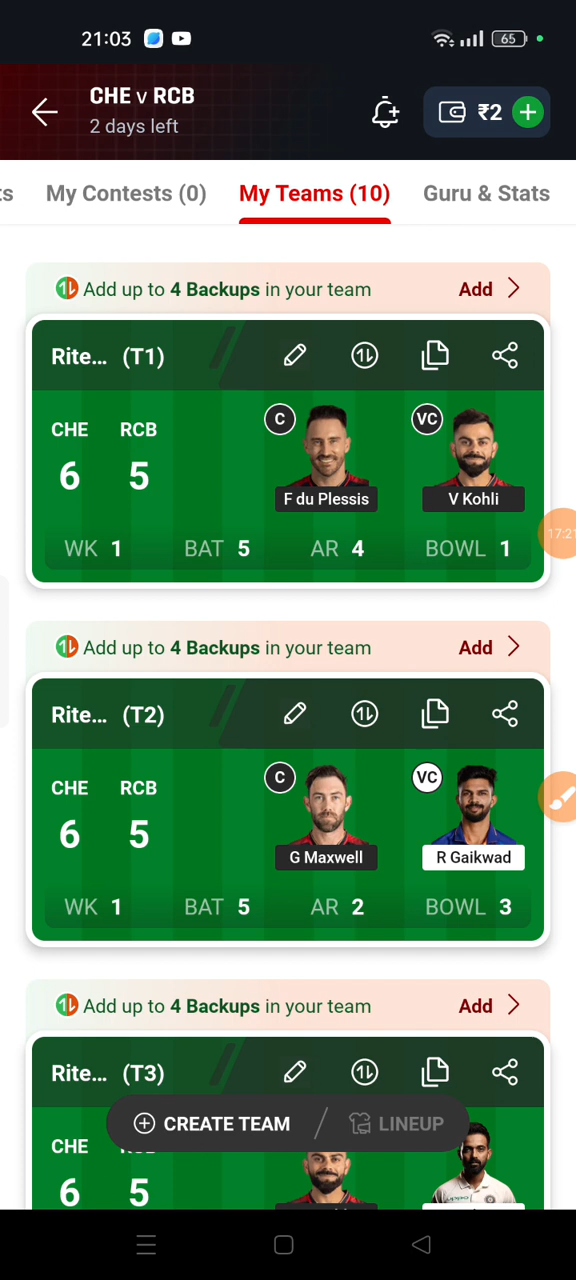 21:03 65
CHE v RCB
2 days left
₹2
My Contests (0) My Teams (10) Guru & Stats
Add up to 4 Backups in your team Add
Rite... (T1)
C VC
CHE RCB
6 5
F du Plessis V Kohli
WK 1 BAT 5 AR 4 BOWL 1
17:21
Add up to 4 Backups in your team Add
Rite... (T2)
C VC
CHE RCB
6 5
G Maxwell R Gaikwad
WK 1 BAT 5 AR 2 BOWL 3
Add up to 4 Backups in your team Add
Rite... (T3)
CREATE TEAM / LINEUP
CHE
6 5